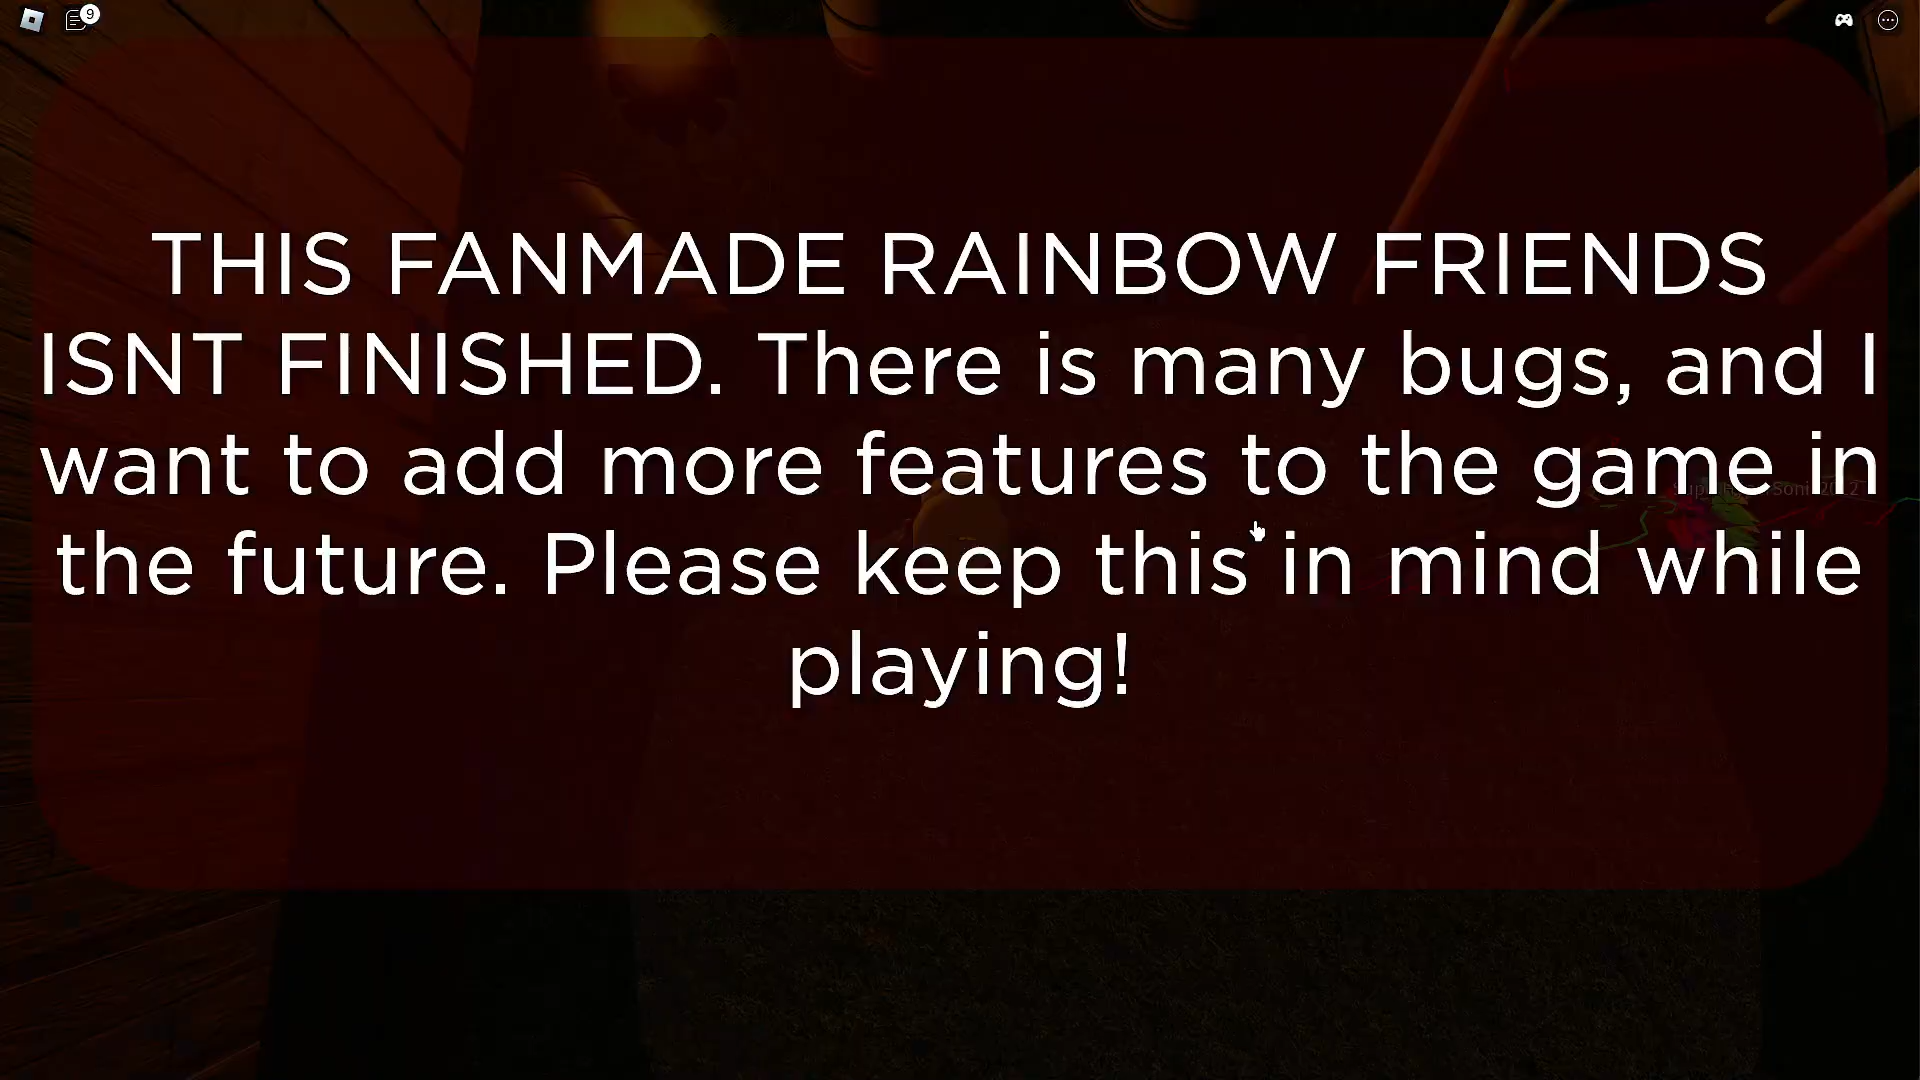 9
THIS FANMADE RAINBOW FRIENDS
ISNT FINISHED. There is many bugs, and I
want to add more features to the game in
the future. Please keep this in mind while
playing!